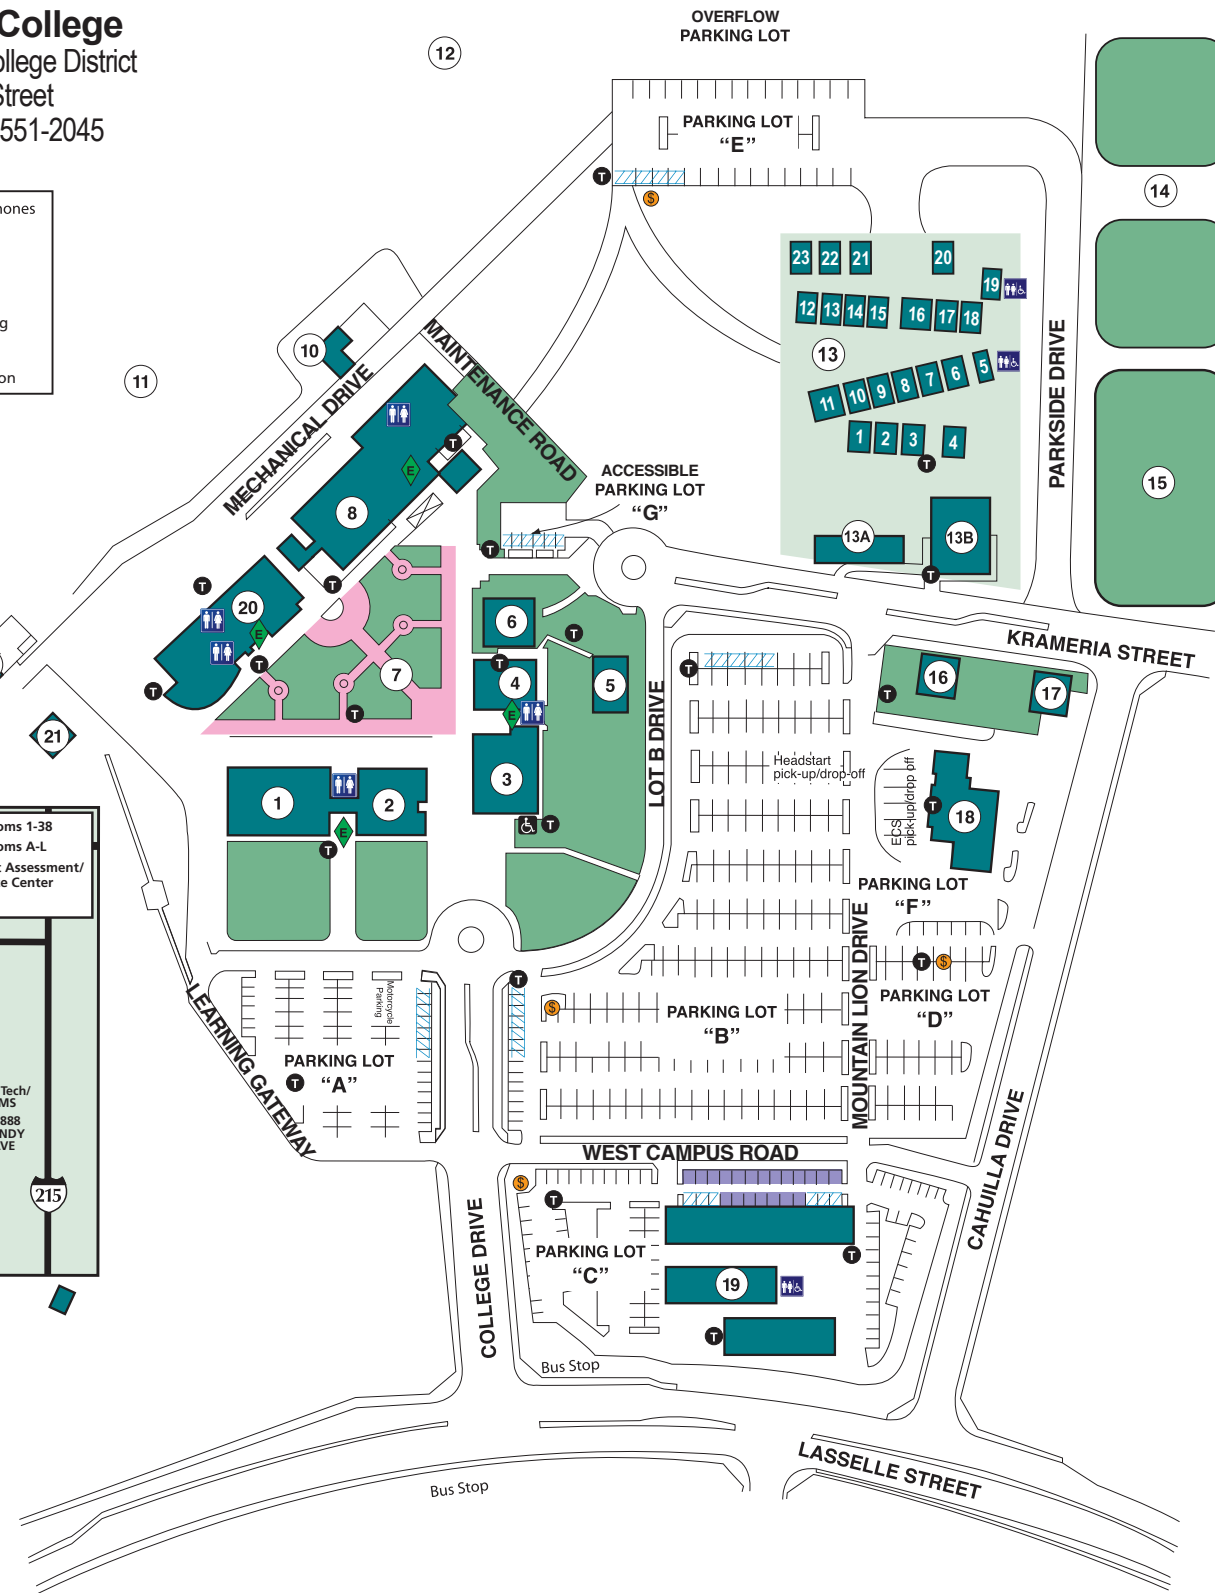 College
ollege District
Street
551-2045
hones
g
on
OVERFLOW
PARKING LOT
12
PARKING LOT
“E”
T
$
14
23
22
21
20
19
12
13
14
15
16
17
18
13
11
10
9
8
7
6
5
1
2
3
4
T
PARKSIDE DRIVE
15
10
11
MAINTENANCE ROAD
MECHANICAL DRIVE
T
E
8
ACCESSIBLE
PARKING LOT
“G”
T
13A
13B
T
T
T
20
E
T
T
6
T
T
4
5
E
7
T
3
T
KRAMERIA STREET
16
17
T
T
LOT B DRIVE
21
Headstart
pick-up/drop-off
ECS
pick-up/drop off
T
18
1
2
E
T
oms 1-38
oms A-L
t Assessment/
e Center
PARKING LOT
“F”
MOUNTAIN LION DRIVE
T
$
PARKING LOT
“D”
T
$
PARKING LOT
“B”
LEARNING GATEWAY
Motorcycle
Parking
PARKING LOT
“A”
T
Tech/
MS
888
NDY
VE
215
WEST CAMPUS ROAD
CAHUILLA DRIVE
COLLEGE DRIVE
$
T
PARKING LOT
“C”
T
19
T
Bus Stop
LASSELLE STREET
Bus Stop